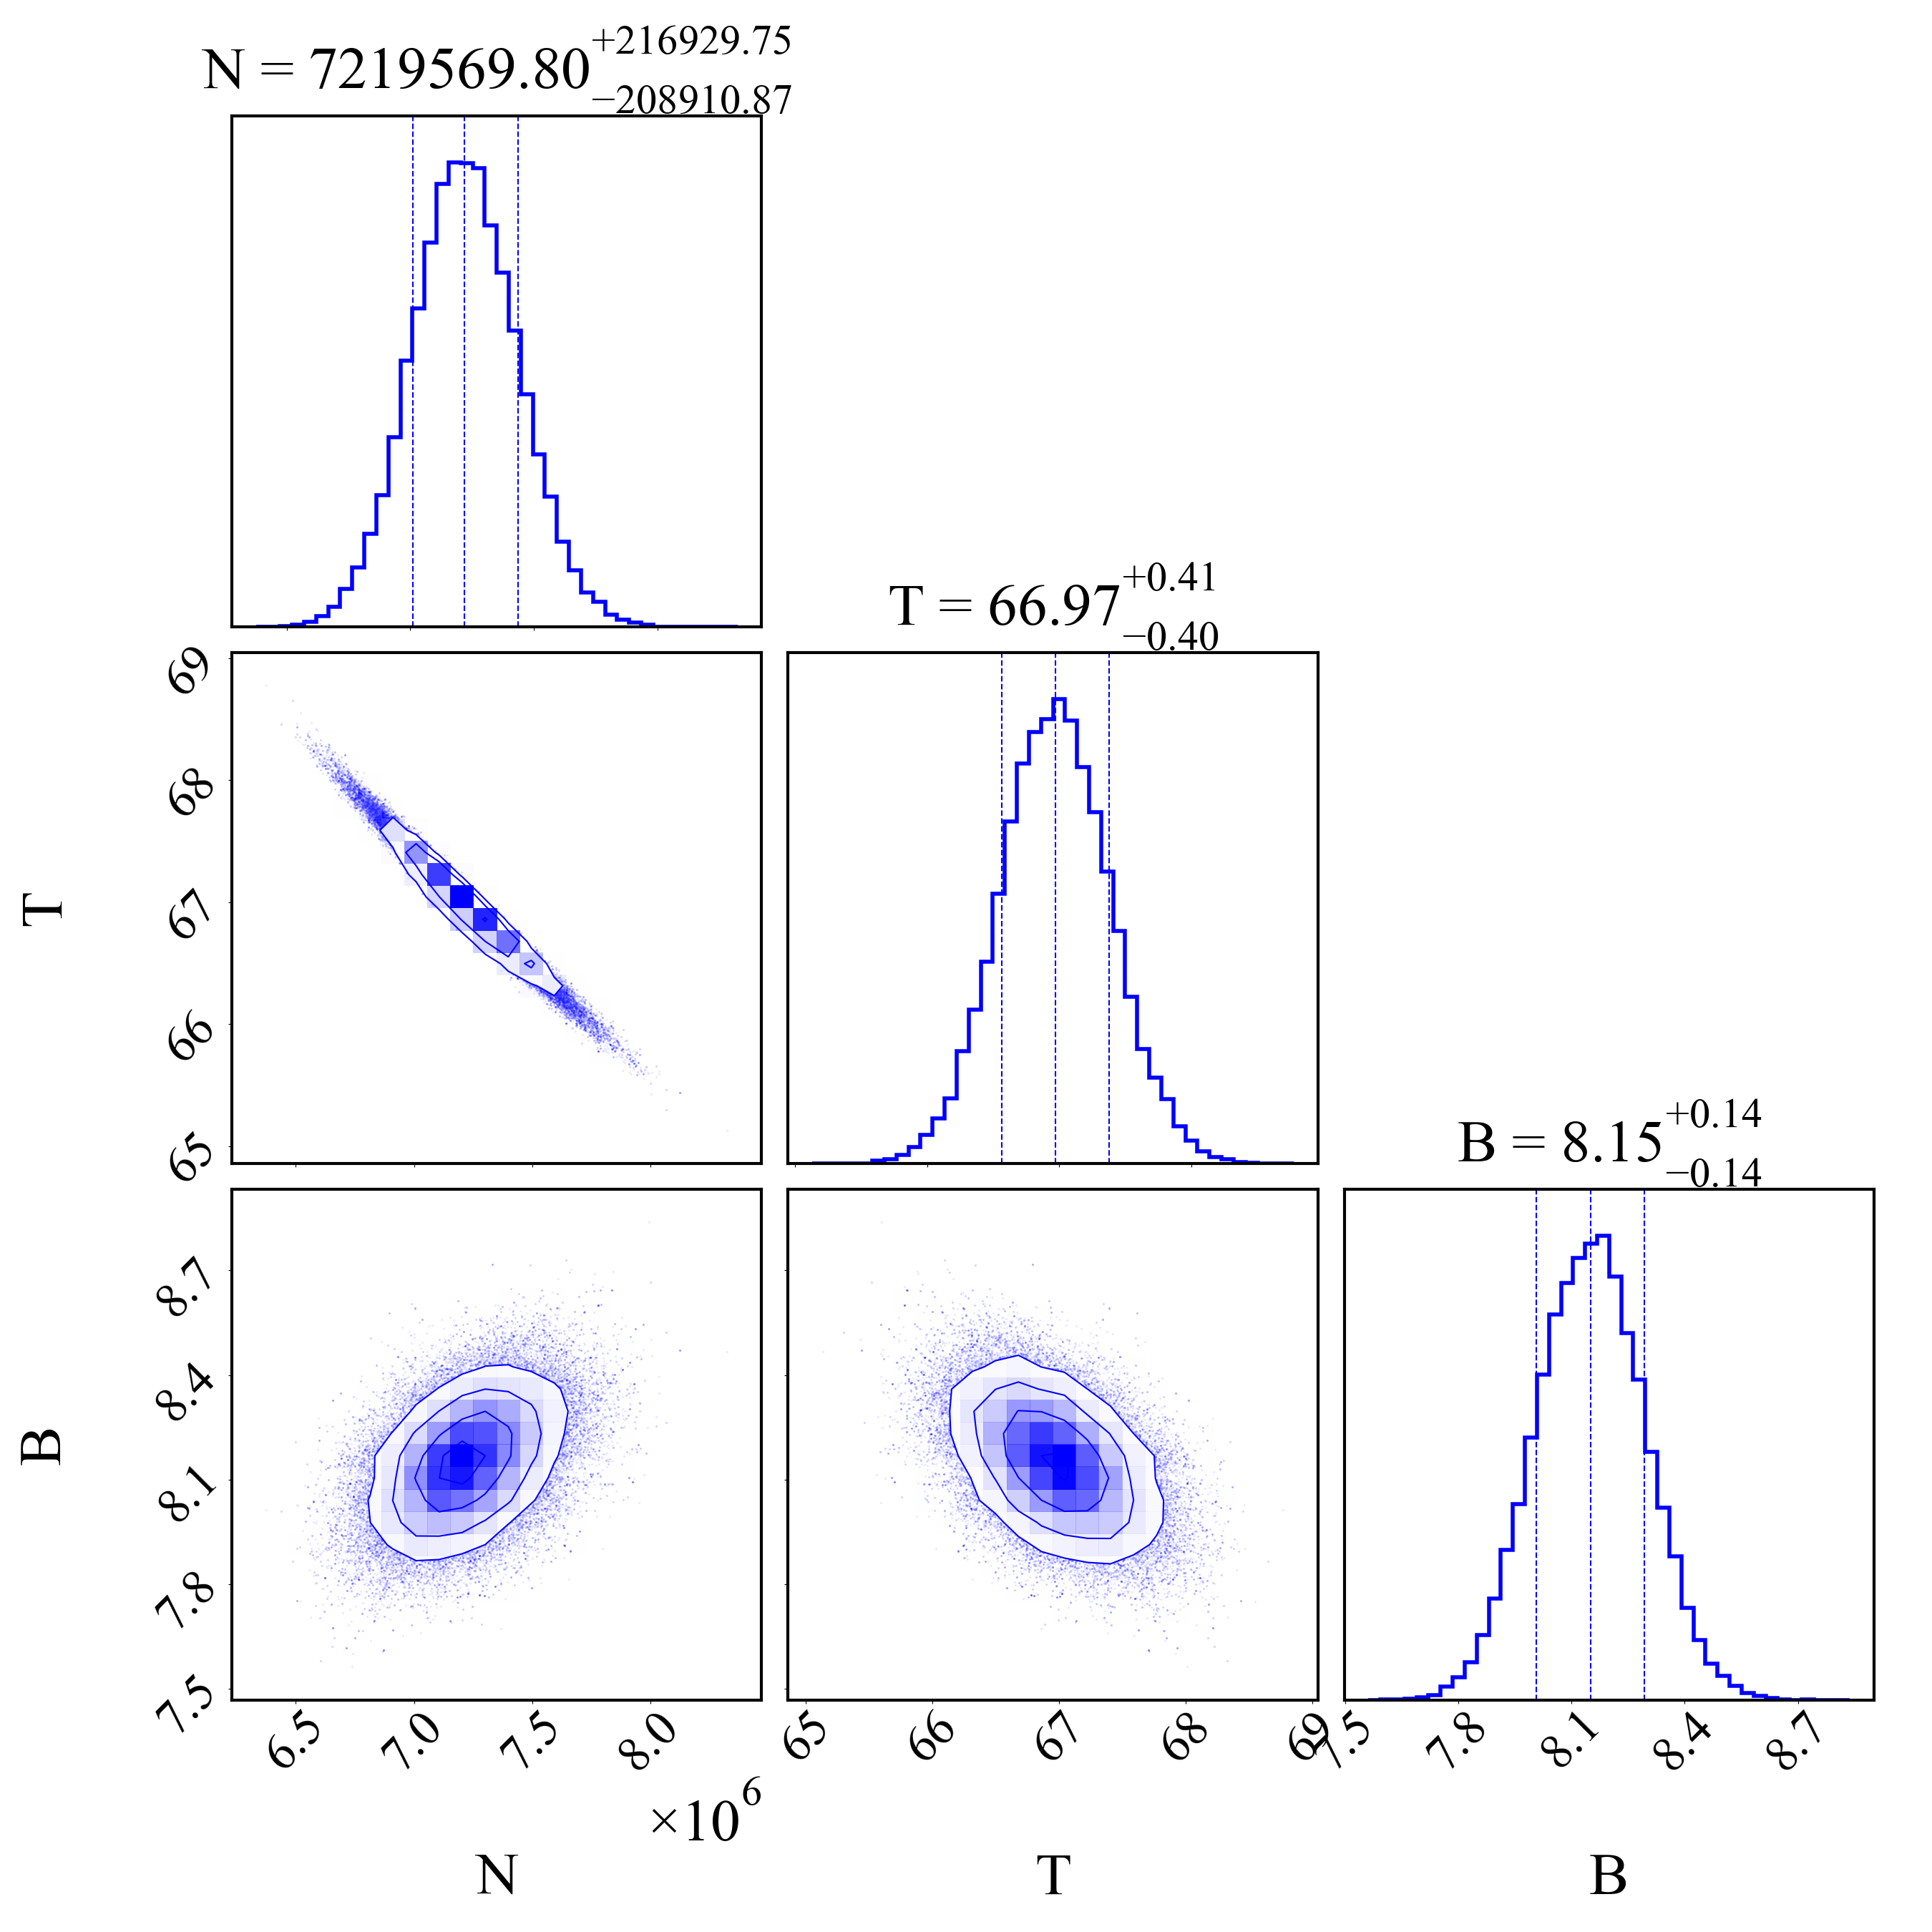 N = 7219569.80 +216929.75 −208910.87
T = 66.97 +0.41 −0.40
69
68
67
66
65
T
B = 8.15 +0.14 −0.14
8.7
8.4
8.1
7.8
7.5
B
6.5 7.0 7.5 8.0 65 66 67 68 69 7.5 7.8 8.1 8.4 8.7
×10^6
N T B